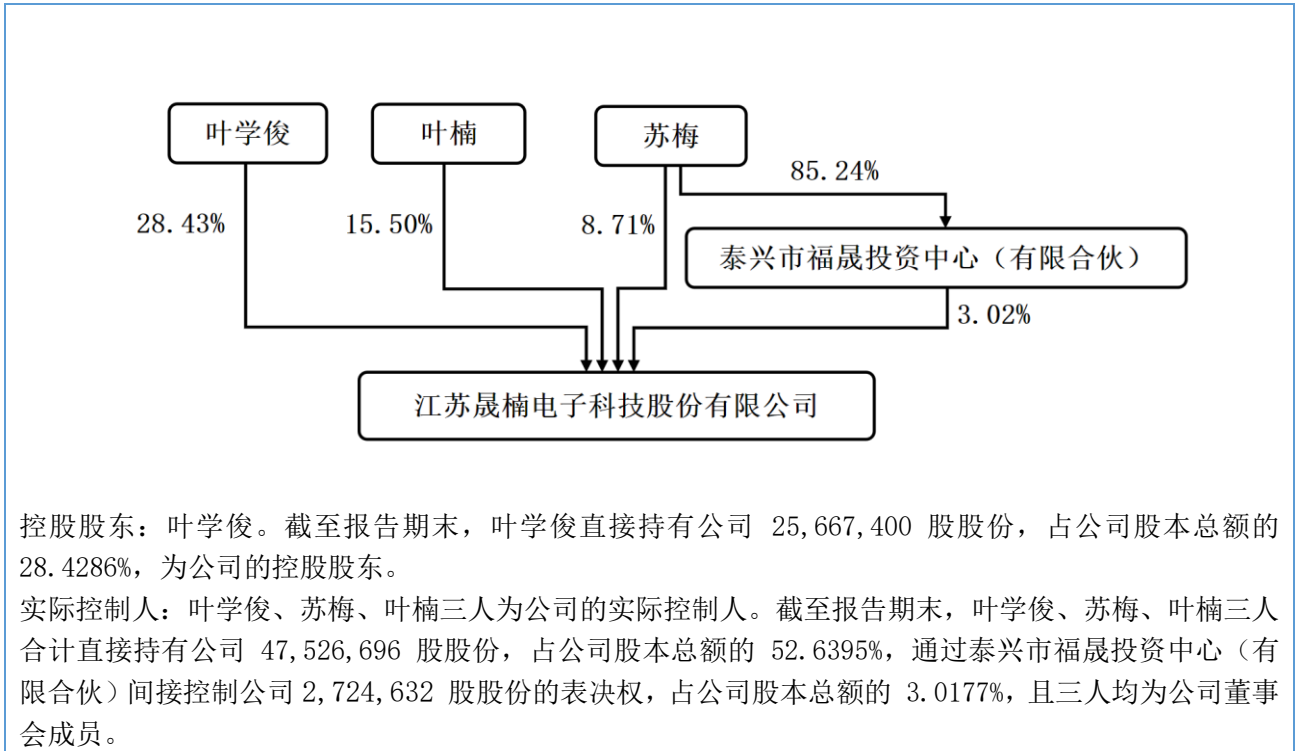 叶学俊
叶楠
苏梅
85.24%
28.43%
15.50%
8.71%
泰兴市福晟投资中心（有限合伙）
3.02%
江苏晟楠电子科技股份有限公司
控股股东：叶学俊。截至报告期末，叶学俊直接持有公司 25,667,400 股股份，占公司股本总额的
28.4286%，为公司的控股股东。
实际控制人：叶学俊、苏梅、叶楠三人为公司的实际控制人。截至报告期末，叶学俊、苏梅、叶楠三人
合计直接持有公司 47,526,696 股股份，占公司股本总额的 52.6395%，通过泰兴市福晟投资中心（有
限合伙）间接控制公司 2,724,632 股股份的表决权，占公司股本总额的 3.0177%，且三人均为公司董事
会成员。